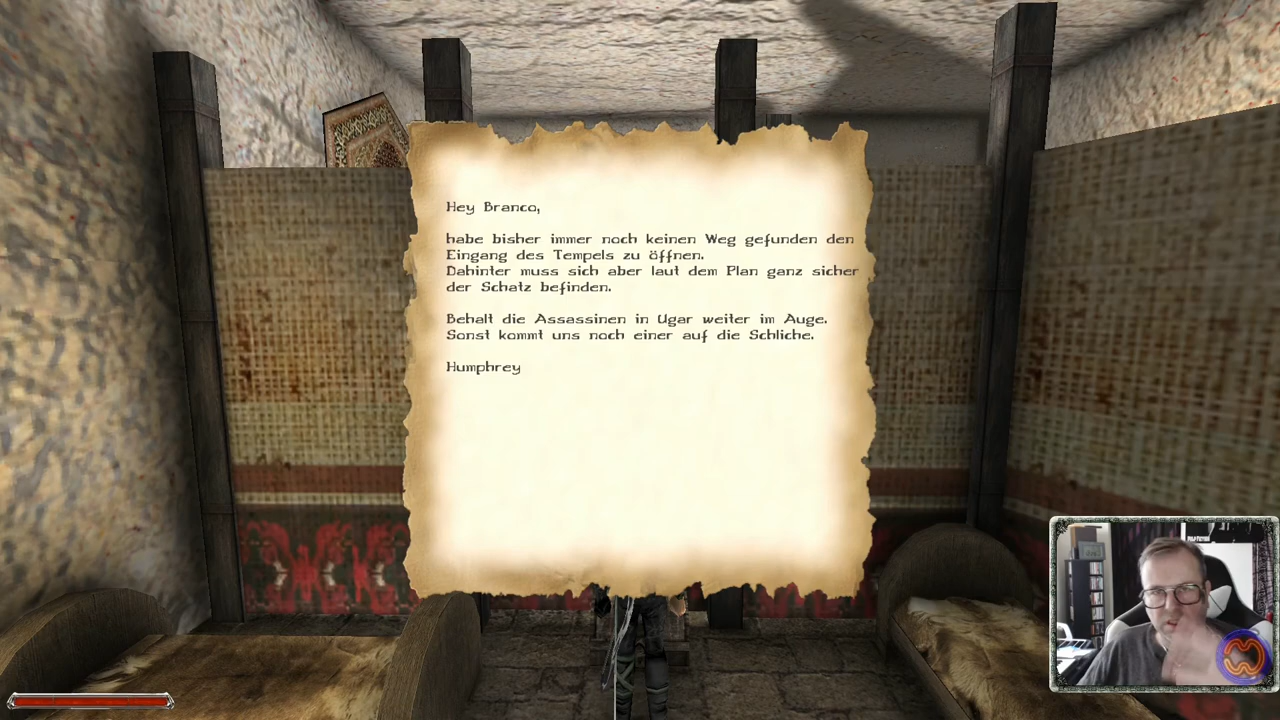 Hey Branco,
habe bisher immer noch keinen Weg gefunden den
Eingang des Tempels zu öffnen.
Dahinter muss sich aber laut dem Plan ganz sicher
der Schatz befinden.
Behalt die Assassinen in Ugar weiter im Auge.
Sonst kommt uns noch einer auf die Schliche.
Humphrey